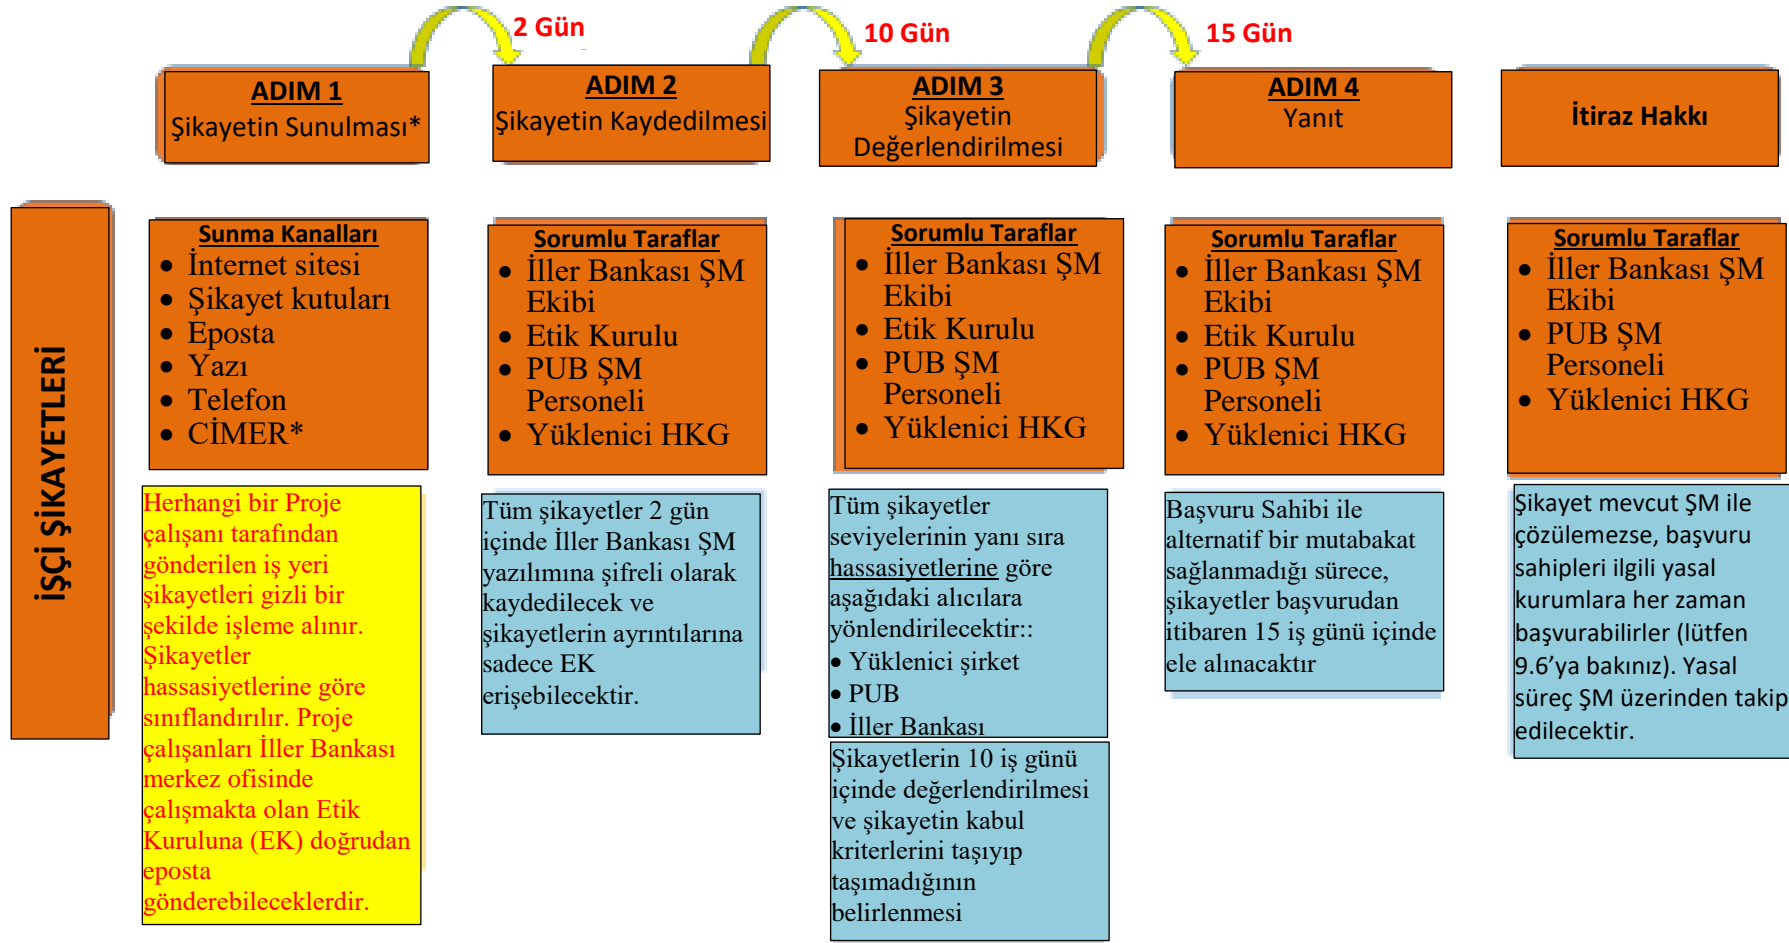 2 Gün
10 Gün
15 Gün
ADIM 1
Şikayetin Sunulması*
ADIM 2
Şikayetin Kaydedilmesi
ADIM 3
Şikayetin
Değerlendirilmesi
ADIM 4
Yanıt
İtiraz Hakkı
İŞÇİ ŞİKAYETLERİ
Sunma Kanalları
• İnternet sitesi
• Şikayet kutuları
• Eposta
• Yazı
• Telefon
• CİMER*
Sorumlu Taraflar
• İller Bankası ŞM
Ekibi
• Etik Kurulu
• PUB ŞM
Personeli
• Yüklenici HKG
Sorumlu Taraflar
• İller Bankası ŞM
Ekibi
• Etik Kurulu
• PUB ŞM
Personeli
• Yüklenici HKG
Sorumlu Taraflar
• İller Bankası ŞM
Ekibi
• Etik Kurulu
• PUB ŞM
Personeli
• Yüklenici HKG
Sorumlu Taraflar
• İller Bankası ŞM
Ekibi
• PUB ŞM
Personeli
• Yüklenici HKG
Herhangi bir Proje
çalışanı tarafından
gönderilen iş yeri
şikayetleri gizli bir
şekilde işleme alınır.
Şikayetler
hassasiyetlerine göre
sınıflandırılır. Proje
çalışanları İller Bankası
merkez ofisinde
çalışmakta olan Etik
Kuruluna (EK) doğrudan
eposta
gönderebileceklerdir.
Tüm şikayetler 2 gün
içinde İller Bankası ŞM
yazılımına şifreli olarak
kaydedilecek ve
şikayetlerin ayrıntılarına
sadece EK
erişebilecektir.
Tüm şikayetler
seviyelerinin yanı sıra
hassasiyetlerine göre
aşağıdaki alıcılara
yönlendirilecektir::
• Yüklenici şirket
• PUB
• İller Bankası
Şikayetlerin 10 iş günü
içinde değerlendirilmesi
ve şikayetin kabul
kriterlerini taşıyıp
taşımadığının
belirlenmesi
Başvuru Sahibi ile
alternatif bir mutabakat
sağlanmadığı sürece,
şikayetler başvurudan
itibaren 15 iş günü içinde
ele alınacaktır
Şikayet mevcut ŞM ile
çözülemezse, başvuru
sahipleri ilgili yasal
kurumlara her zaman
başvurabilirler (lütfen
9.6’ya bakınız). Yasal
süreç ŞM üzerinden takip
edilecektir.